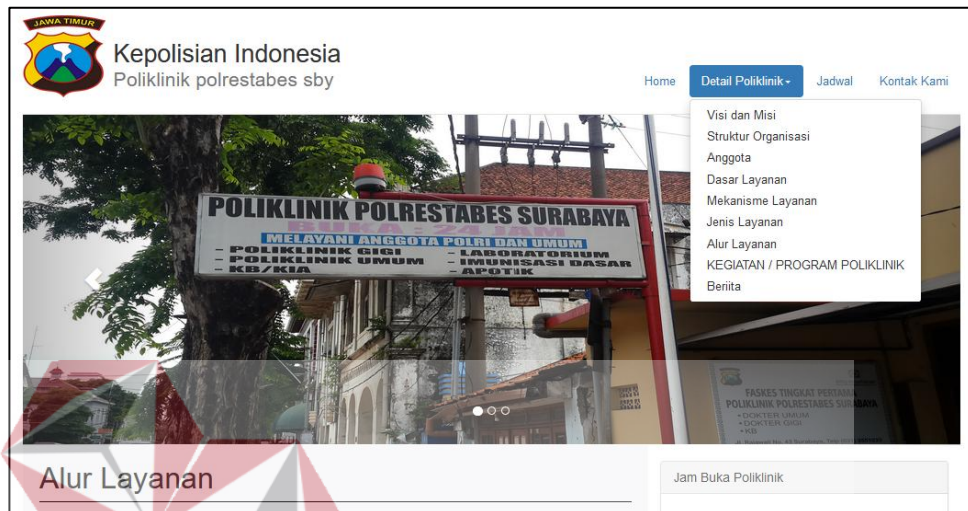 JAWA TIMUR
Kepolisian Indonesia
Poliklinik polrestabes sby
Home Detail Poliklinik Jadwal Kontak Kami
Visi dan Misi
Struktur Organisasi
Anggota
Dasar Layanan
Mekanisme Layanan
Jenis Layanan
Alur Layanan
KEGIATAN / PROGRAM POLIKLINIK
Beriita
POLIKLINIK POLRESTABES SURABAYA
BUKA : 24 JAM
MELAYANI ANGGOTA POLRI DAN UMUM
- POLIKLINIK GIGI - LABORATORIUM
- POLIKLINIK UMUM - IMUNISASI DASAR
- KB/KIA - APOTIK
FASKES TINGKAT PERTAMA
POLIKLINIK POLRESTABES SURABAYA
• DOKTER UMUM
• DOKTER GIGI
• KB
Alur Layanan
Jam Buka Poliklinik